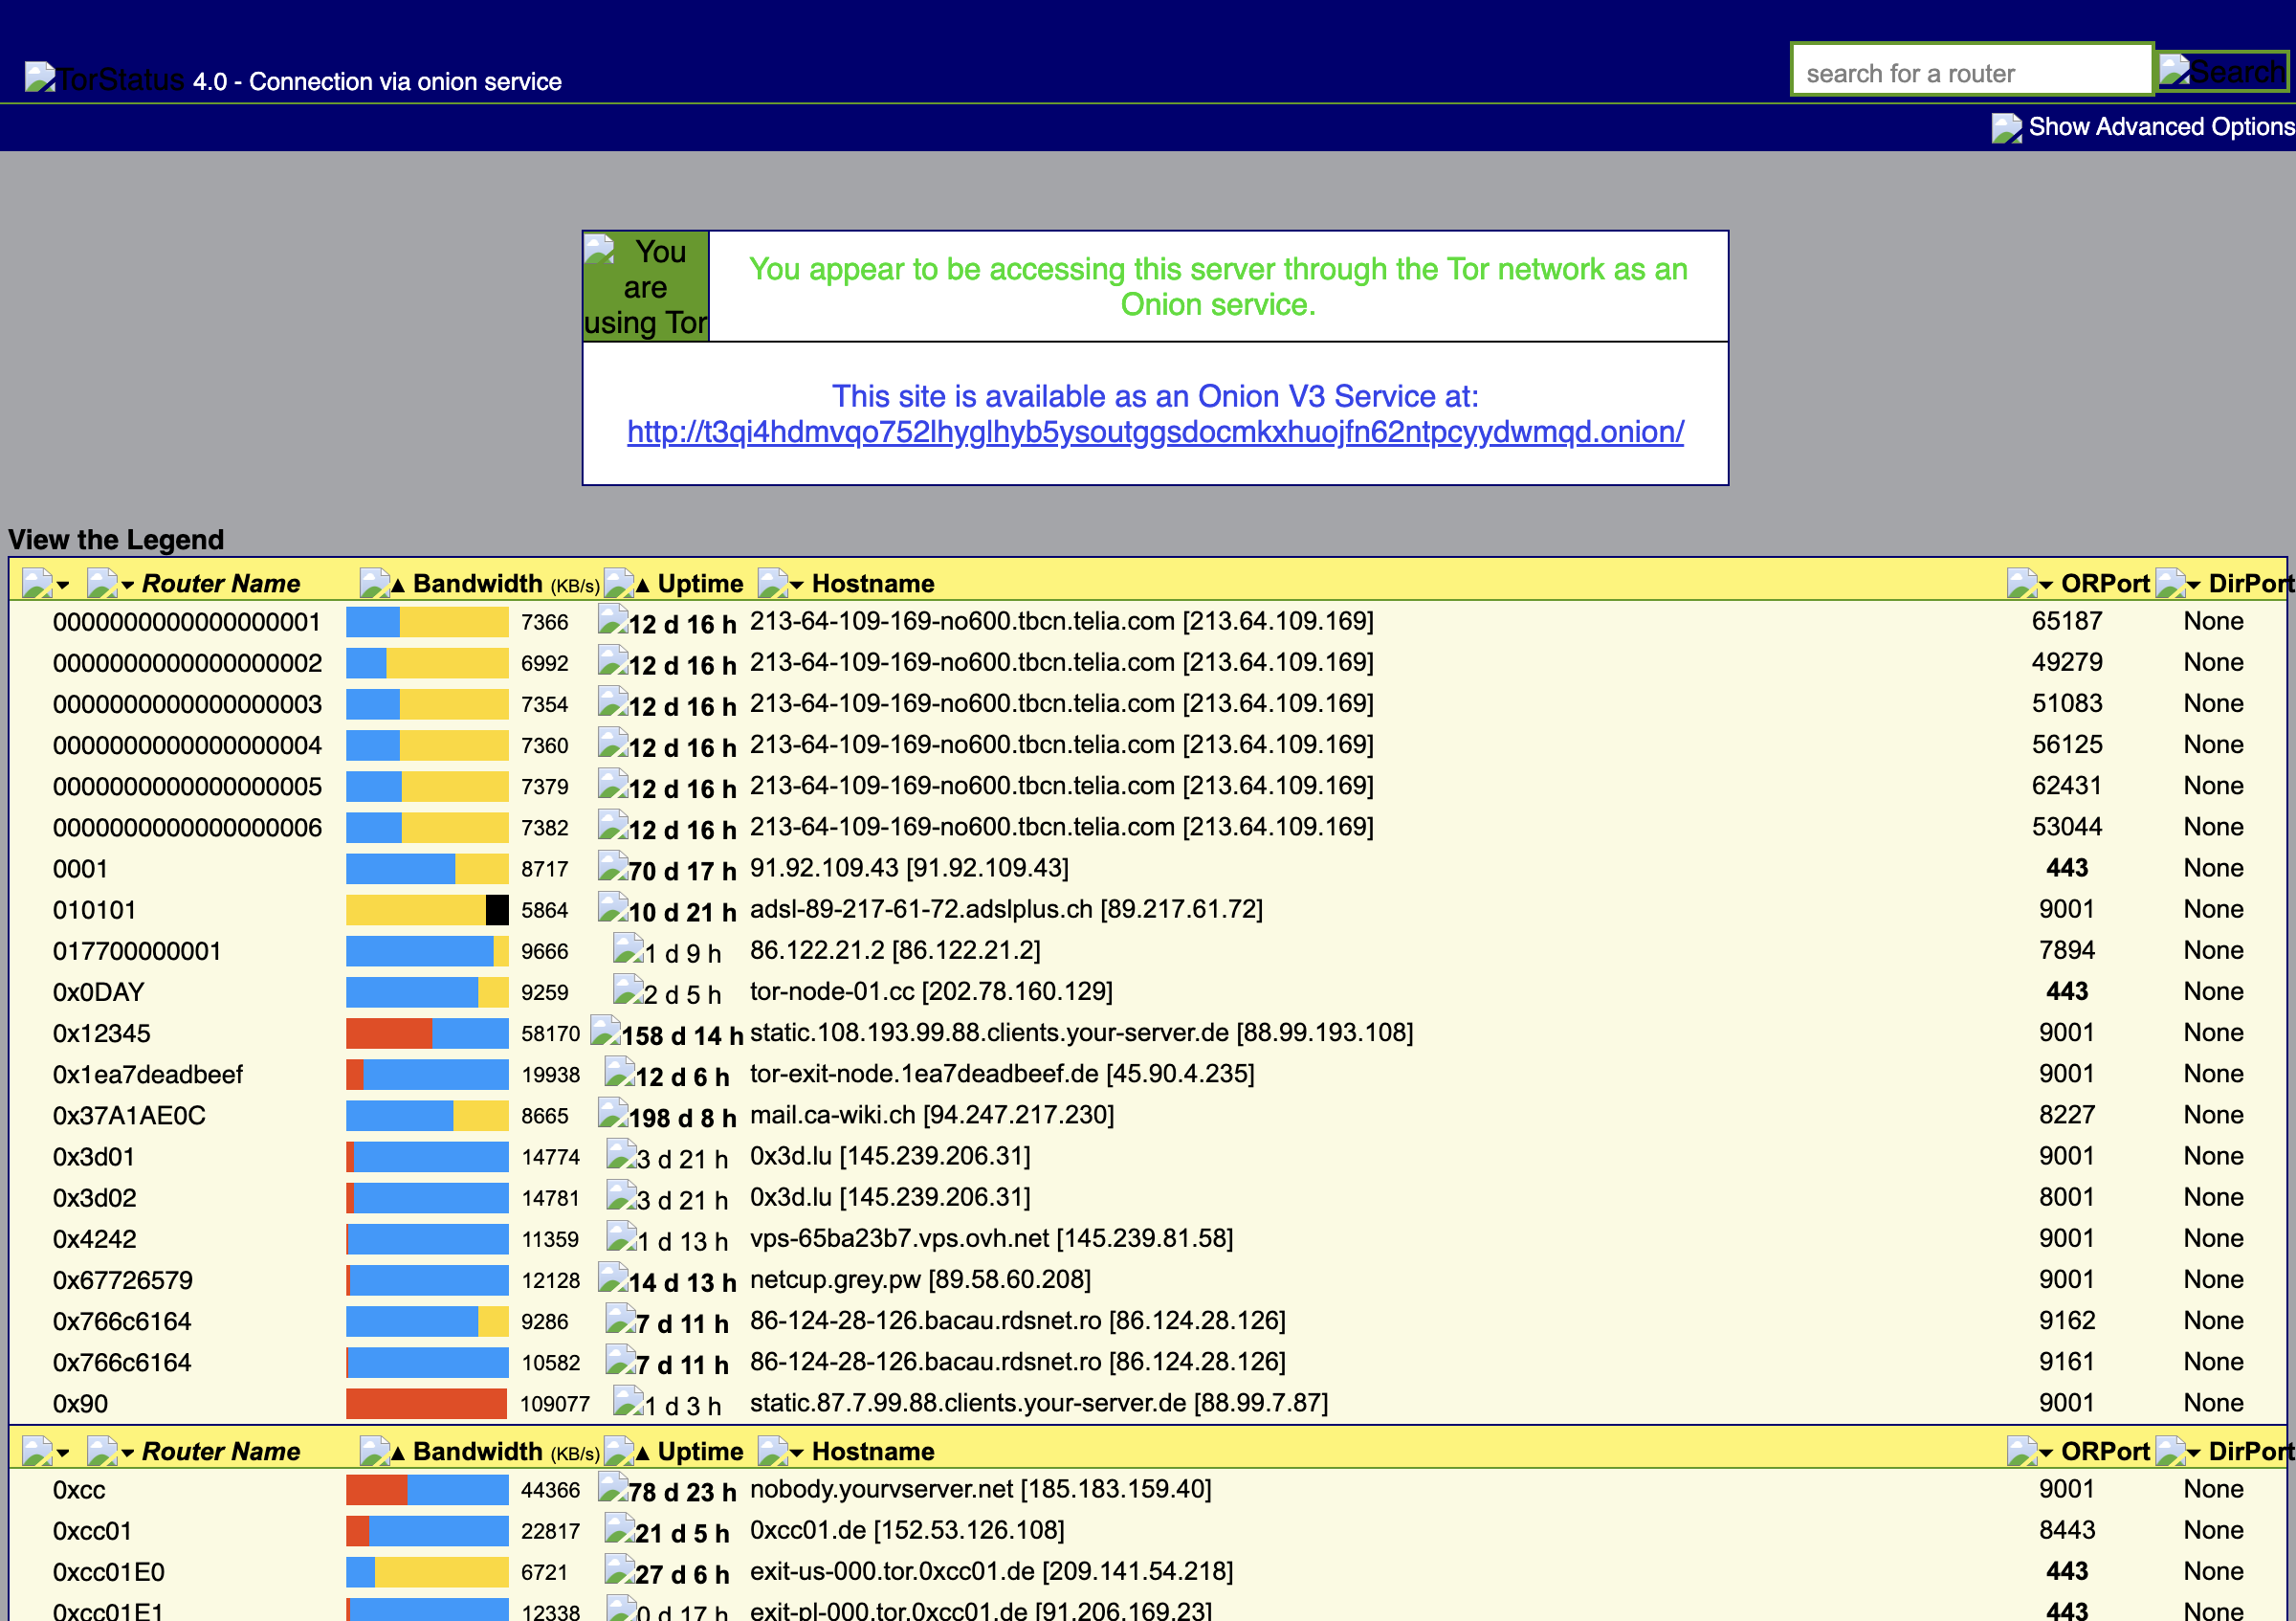 TorStatus 4.0 - Connection via onion service
search for a router
Search
Show Advanced Options
You
are
using Tor
You appear to be accessing this server through the Tor network as an
Onion service.
This site is available as an Onion V3 Service at:
http://t3qi4hdmvqo752lhyglhyb5ysoutggsdocmkxhuojfn62ntpcyydwmqd.onion/
View the Legend
Router Name Bandwidth (KB/s) Uptime Hostname ORPort DirPort
0000000000000000001 7366 12 d 16 h 213-64-109-169-no600.tbcn.telia.com [213.64.109.169] 65187 None
0000000000000000002 6992 12 d 16 h 213-64-109-169-no600.tbcn.telia.com [213.64.109.169] 49279 None
0000000000000000003 7354 12 d 16 h 213-64-109-169-no600.tbcn.telia.com [213.64.109.169] 51083 None
0000000000000000004 7360 12 d 16 h 213-64-109-169-no600.tbcn.telia.com [213.64.109.169] 56125 None
0000000000000000005 7379 12 d 16 h 213-64-109-169-no600.tbcn.telia.com [213.64.109.169] 62431 None
0000000000000000006 7382 12 d 16 h 213-64-109-169-no600.tbcn.telia.com [213.64.109.169] 53044 None
0001 8717 70 d 17 h 91.92.109.43 [91.92.109.43] 443 None
010101 5864 10 d 21 h adsl-89-217-61-72.adslplus.ch [89.217.61.72] 9001 None
017700000001 9666 1 d 9 h 86.122.21.2 [86.122.21.2] 7894 None
0x0DAY 9259 2 d 5 h tor-node-01.cc [202.78.160.129] 443 None
0x12345 58170 158 d 14 h static.108.193.99.88.clients.your-server.de [88.99.193.108] 9001 None
0x1ea7deadbeef 19938 12 d 6 h tor-exit-node.1ea7deadbeef.de [45.90.4.235] 9001 None
0x37A1AE0C 8665 198 d 8 h mail.ca-wiki.ch [94.247.217.230] 8227 None
0x3d01 14774 3 d 21 h 0x3d.lu [145.239.206.31] 9001 None
0x3d02 14781 3 d 21 h 0x3d.lu [145.239.206.31] 8001 None
0x4242 11359 1 d 13 h vps-65ba23b7.vps.ovh.net [145.239.81.58] 9001 None
0x67726579 12128 14 d 13 h netcup.grey.pw [89.58.60.208] 9001 None
0x766c6164 9286 7 d 11 h 86-124-28-126.bacau.rdsnet.ro [86.124.28.126] 9162 None
0x766c6164 10582 7 d 11 h 86-124-28-126.bacau.rdsnet.ro [86.124.28.126] 9161 None
0x90 109077 1 d 3 h static.87.7.99.88.clients.your-server.de [88.99.7.87] 9001 None
Router Name Bandwidth (KB/s) Uptime Hostname ORPort DirPort
0xcc 44366 78 d 23 h nobody.yourvserver.net [185.183.159.40] 9001 None
0xcc01 22817 21 d 5 h 0xcc01.de [152.53.126.108] 8443 None
0xcc01E0 6721 27 d 6 h exit-us-000.tor.0xcc01.de [209.141.54.218] 443 None
0xcc01E1 12338 0 d 17 h exit-pl-000.tor.0xcc01.de [91.206.169.23] 443 None